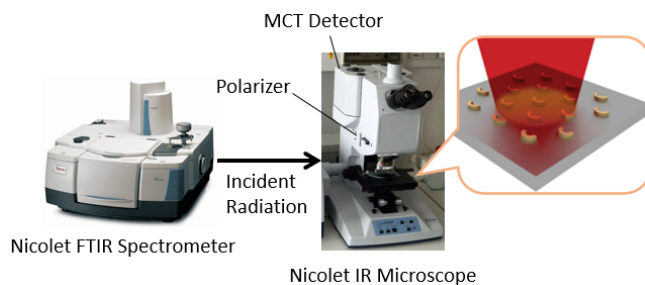 MCT Detector
Polarizer
Incident
Radiation
Nicolet FTIR Spectrometer
Nicolet IR Microscope